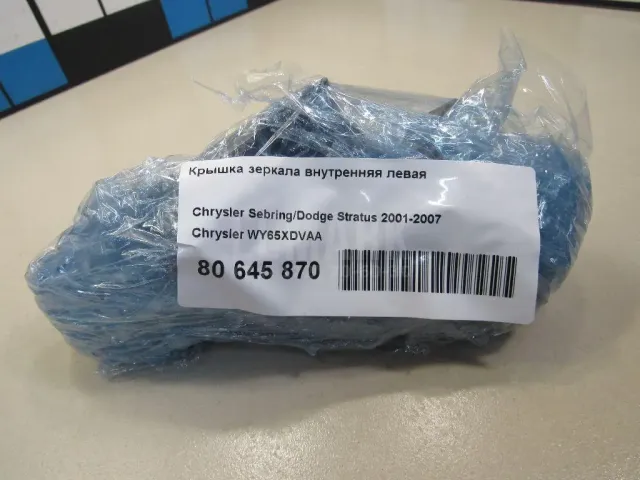 Крышка зеркала внутренняя левая
Chrysler Sebring/Dodge Stratus 2001-2007
Chrysler WY65XDVAA
80 645 870